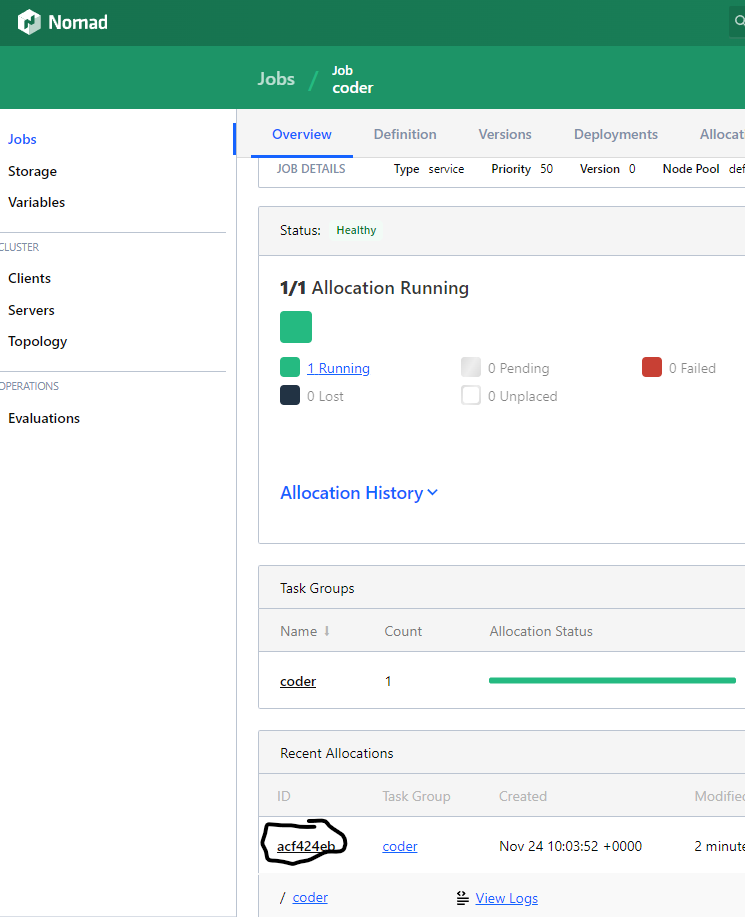 Nomad
Jobs / Job
coder
Jobs
Storage
Variables
CLUSTER
Clients
Servers
Topology
OPERATIONS
Evaluations
Overview Definition Versions Deployments Allocat
JOB DETAILS Type service Priority 50 Version 0 Node Pool def
Status: Healthy
1/1 Allocation Running
1 Running 0 Pending 0 Failed
0 Lost 0 Unplaced
Allocation History
Task Groups
Name Count Allocation Status
coder 1
Recent Allocations
ID Task Group Created Modified
acf424eb coder Nov 24 10:03:52 +0000 2 minute
/ coder View Logs